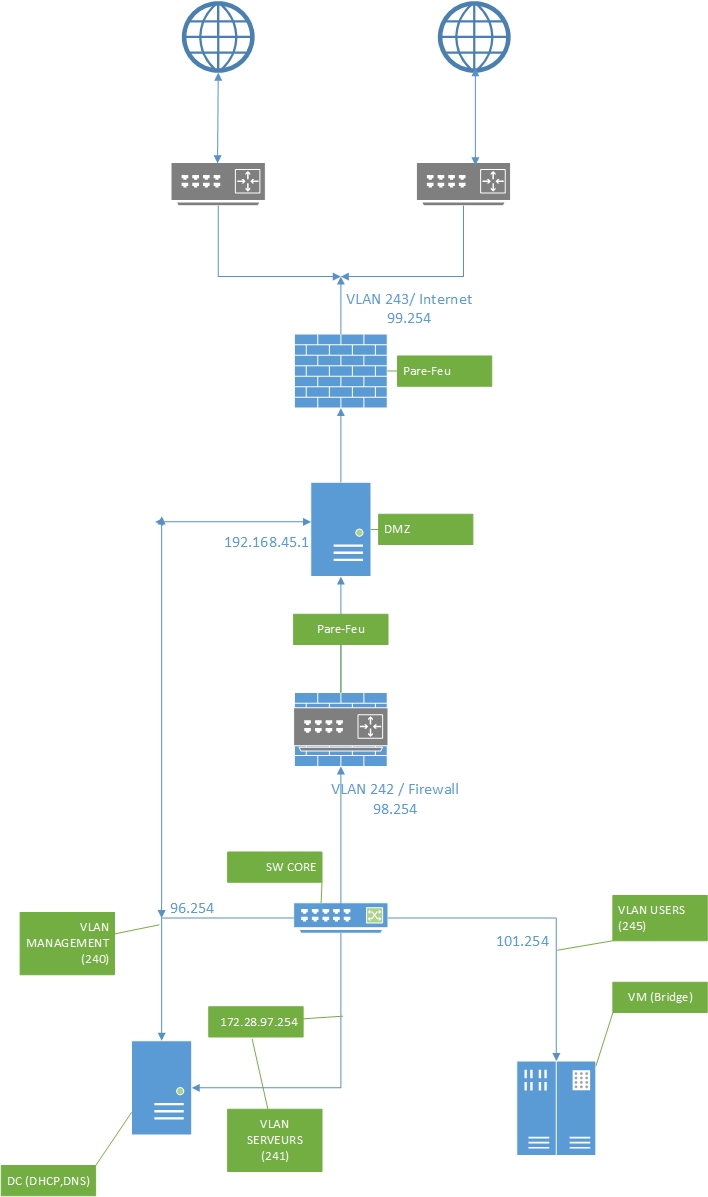 VLAN 243/ Internet
99.254
Pare-Feu
DMZ
192.168.45.1
Pare-Feu
VLAN 242 / Firewall
98.254
SW CORE
96.254
VLAN
MANAGEMENT
(240)
VLAN USERS
(245)
101.254
VM (Bridge)
172.28.97.254
VLAN
SERVEURS
(241)
DC (DHCP,DNS)